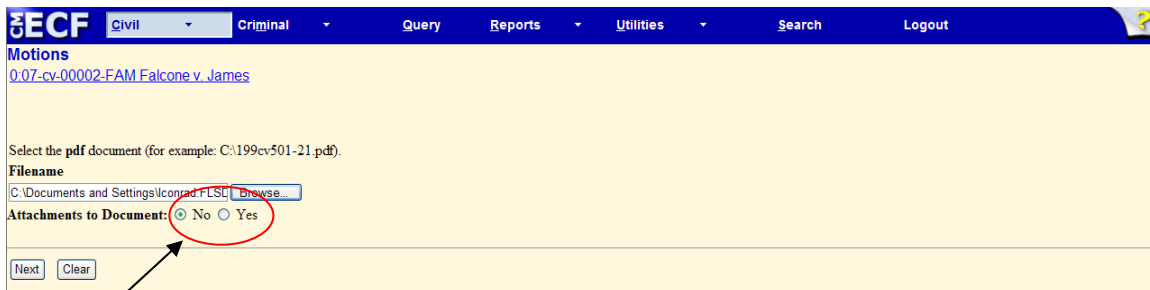 CM ECF Civil Criminal Query Reports Utilities Search Logout ?
Motions
0:07-cv-00002-FAM Falcone v. James
Select the pdf document (for example: C:\199cv501-21.pdf).
Filename
C:\Documents and Settings\lconrad.FLSD Browse...
Attachments to Document: No Yes
Next Clear